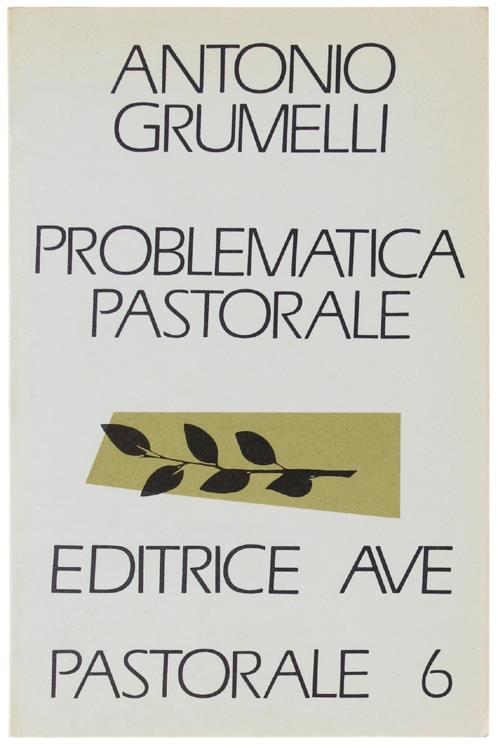 ANTONIO
GRUMELLI
PROBLEMATICA
PASTORALE
EDITRICE AVE
PASTORALE 6